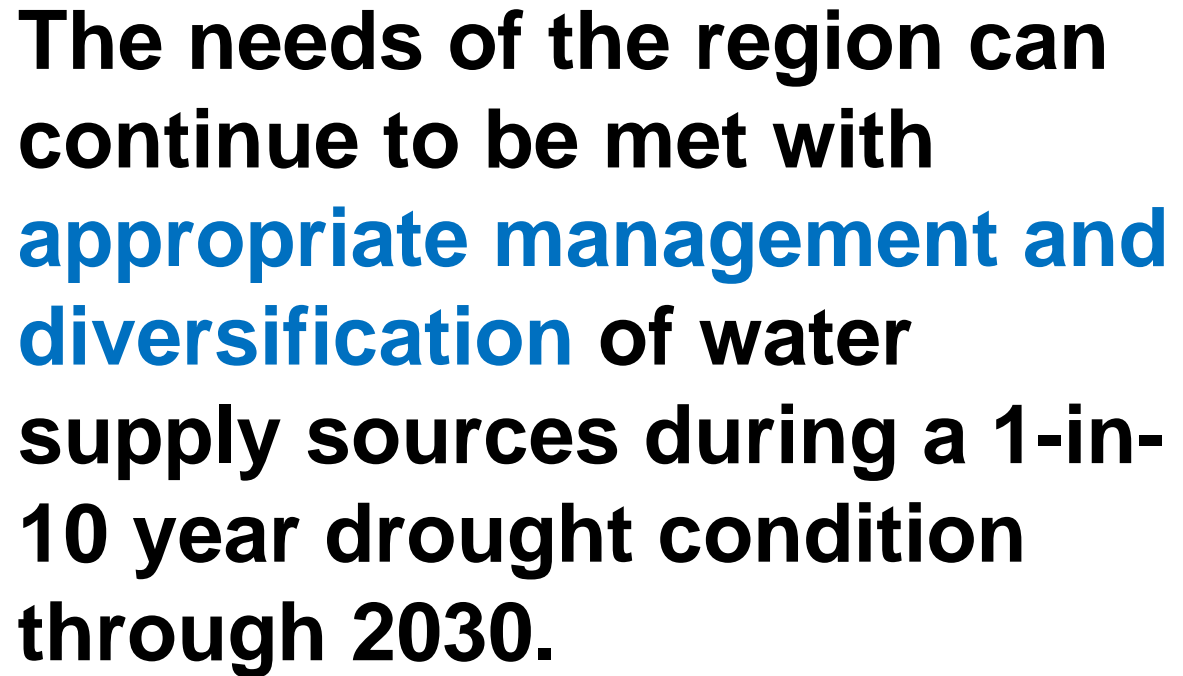 The needs of the region can
continue to be met with
appropriate management and
diversification of water
supply sources during a 1-in-
10 year drought condition
through 2030.